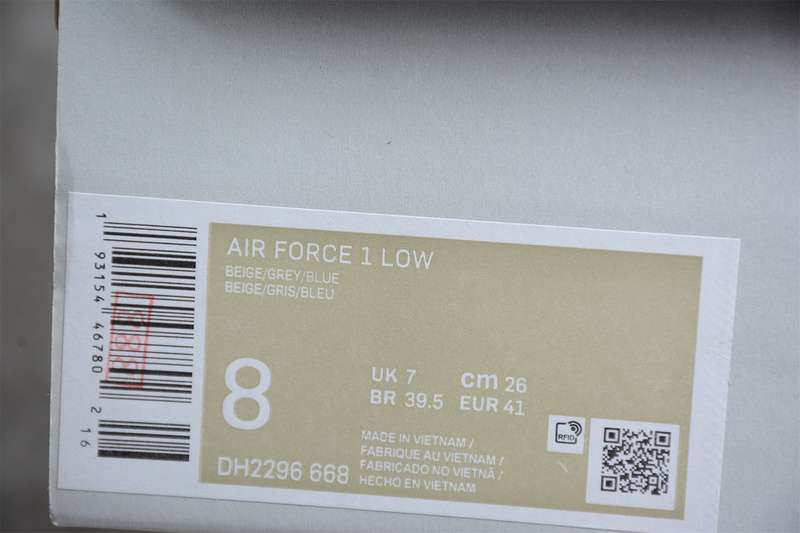 AIR FORCE 1 LOW
BEIGE/GREY/BLUE
BEIGE/GRIS/BLEU
8
UK 7 cm 26
BR 39.5 EUR 41
DH2296 668
MADE IN VIETNAM /
FABRIQUE AU VIETNAM /
FABRICADO NO VIETNÃ /
HECHO EN VIETNAM
RFID
1 93154 46780 2 16